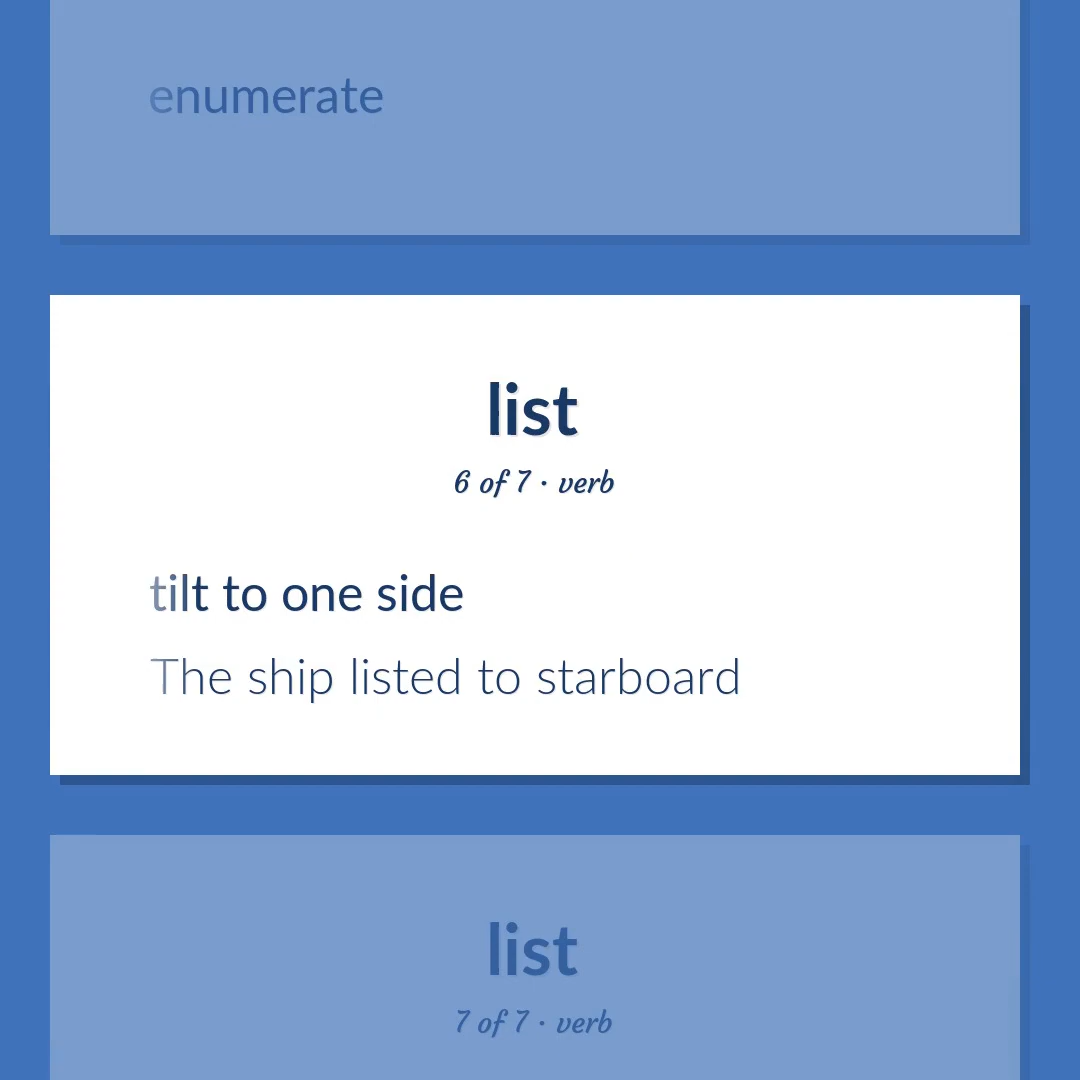 enumerate
list
6 of 7 · verb
tilt to one side
The ship listed to starboard
list
7 of 7 · verb